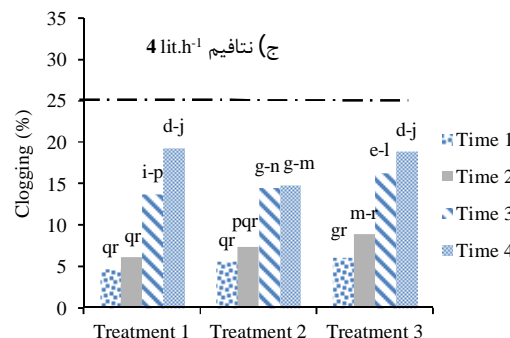 ج) نتافیم 4 lit.h-1
Clogging (%)
35
30
25
20
15
10
5
0
qr
qr
i-p
d-j
qr
pqr
g-n
g-m
gr
m-r
e-l
d-j
Treatment 1
Treatment 2
Treatment 3
Time 1
Time 2
Time 3
Time 4